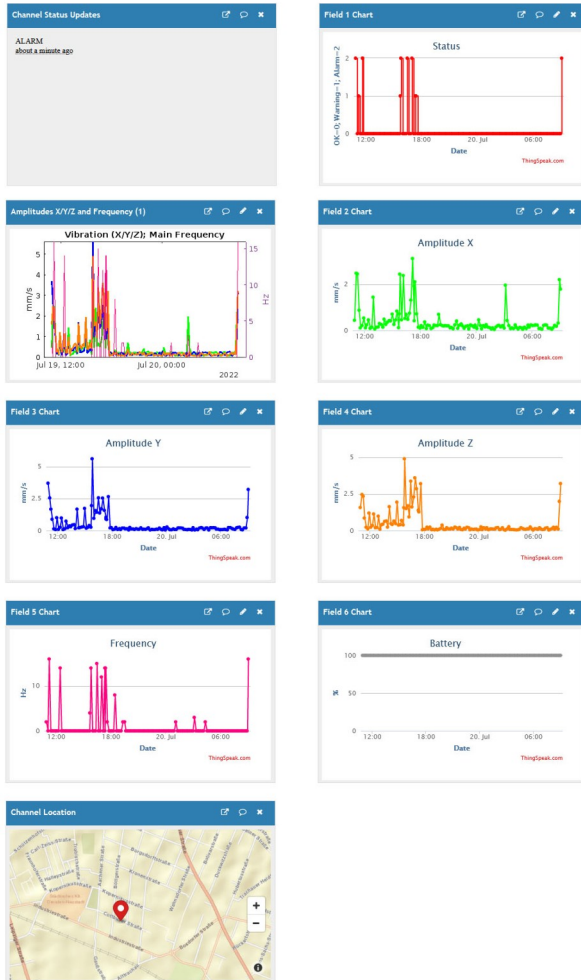 Channel Status Updates
ALARM
about a minute ago
Field 1 Chart
Status
OK=0; Warning=1; Alarm=2
2
1
0
12:00 18:00 20. Jul 06:00
Date
ThingSpeak.com
Amplitudes X/Y/Z and Frequency (1)
Vibration (X/Y/Z); Main Frequency
mm/s
5
4
3
2
1
0
15
10
5
0
Hz
Jul 19, 12:00 Jul 20, 00:00
2022
Field 2 Chart
Amplitude X
mm/s
2
0
12:00 18:00 20. Jul 06:00
Date
ThingSpeak.com
Field 3 Chart
Amplitude Y
mm/s
5
2.5
0
12:00 18:00 20. Jul 06:00
Date
ThingSpeak.com
Field 4 Chart
Amplitude Z
mm/s
5
2.5
0
12:00 18:00 20. Jul 06:00
Date
ThingSpeak.com
Field 5 Chart
Frequency
Hz
10
0
12:00 18:00 20. Jul 06:00
Date
ThingSpeak.com
Field 6 Chart
Battery
%
100
50
0
12:00 18:00 20. Jul 06:00
Date
ThingSpeak.com
Channel Location
Carl-Zeiss-Straße
+
−